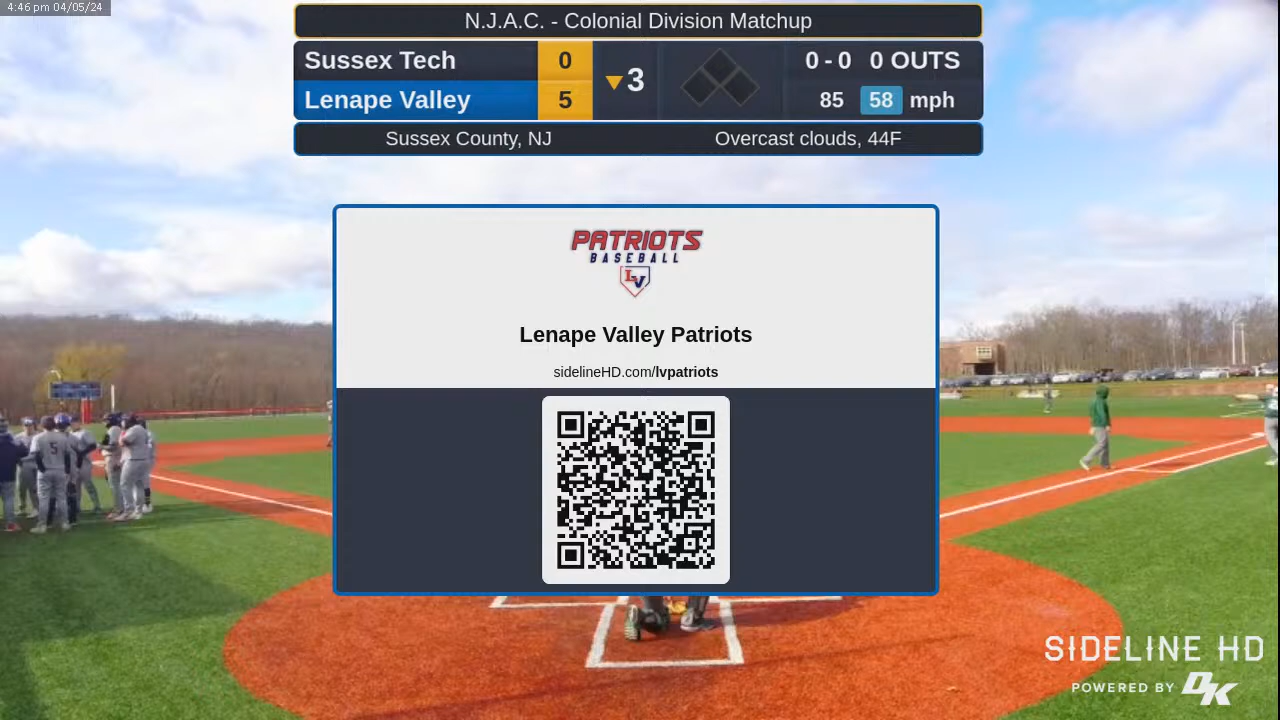 4:46 pm 04/05/24
N.J.A.C. - Colonial Division Matchup
Sussex Tech 0
Lenape Valley 5
▼3
0 - 0 0 OUTS
85 58 mph
Sussex County, NJ Overcast clouds, 44F
PATRIOTS
BASEBALL
LV
Lenape Valley Patriots
sidelineHD.com/lvpatriots
5
SIDELINE HD
POWERED BY DK